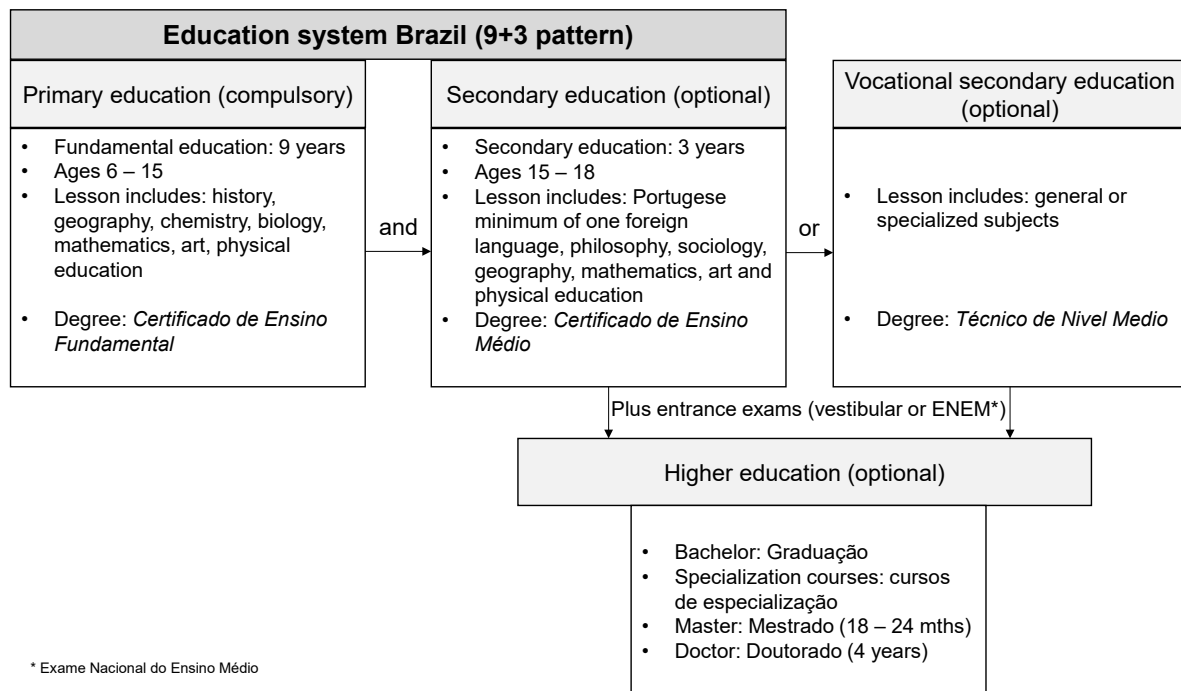 Education system Brazil (9+3 pattern)
Primary education (compulsory)
• Fundamental education: 9 years
• Ages 6 – 15
• Lesson includes: history,
geography, chemistry, biology,
mathematics, art, physical
education
• Degree: Certificado de Ensino
Fundamental
and
Secondary education (optional)
• Secondary education: 3 years
• Ages 15 – 18
• Lesson includes: Portugese
minimum of one foreign
language, philosophy, sociology,
geography, mathematics, art and
physical education
• Degree: Certificado de Ensino
Médio
or
Vocational secondary education
(optional)
• Lesson includes: general or
specialized subjects
• Degree: Técnico de Nivel Medio
Plus entrance exams (vestibular or ENEM*)
Higher education (optional)
• Bachelor: Graduação
• Specialization courses: cursos
de especialização
• Master: Mestrado (18 – 24 mths)
• Doctor: Doutorado (4 years)
* Exame Nacional do Ensino Médio